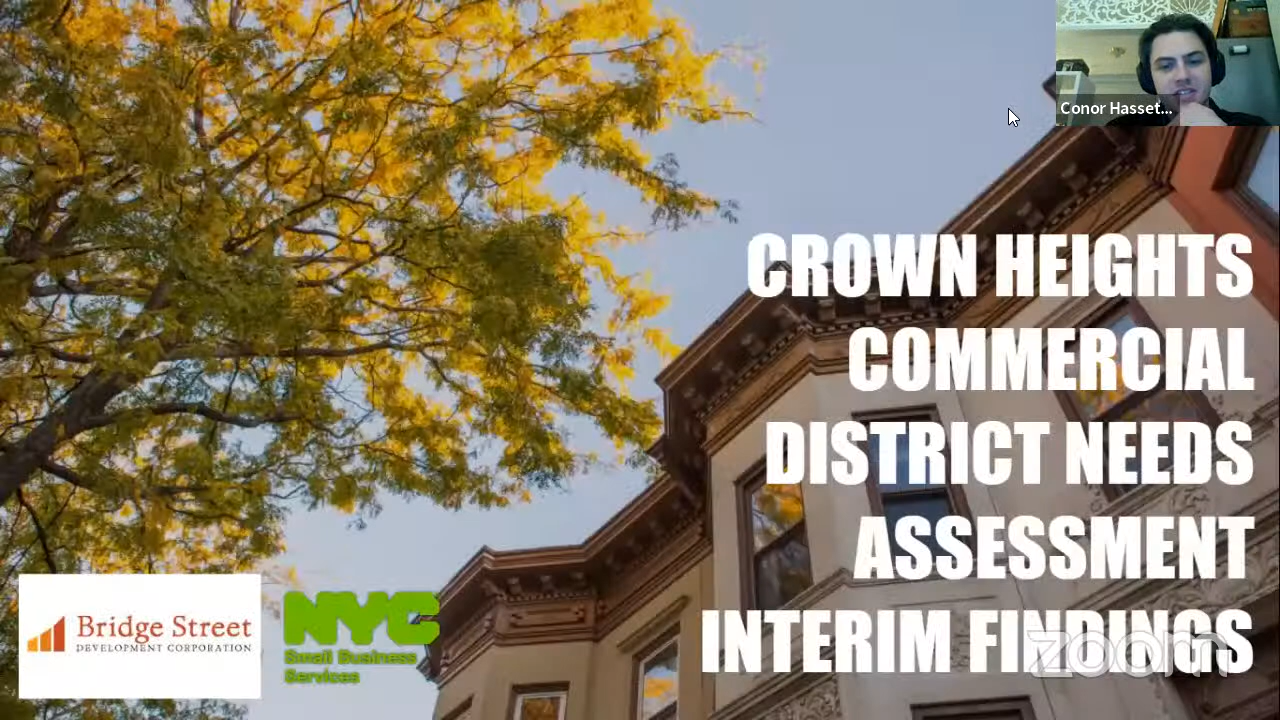 Conor Hasset...
CROWN HEIGHTS
COMMERCIAL
DISTRICT NEEDS
ASSESSMENT
INTERIM FINDINGS
zoom
Bridge Street
DEVELOPMENT CORPORATION
NYC
Small Business
Services